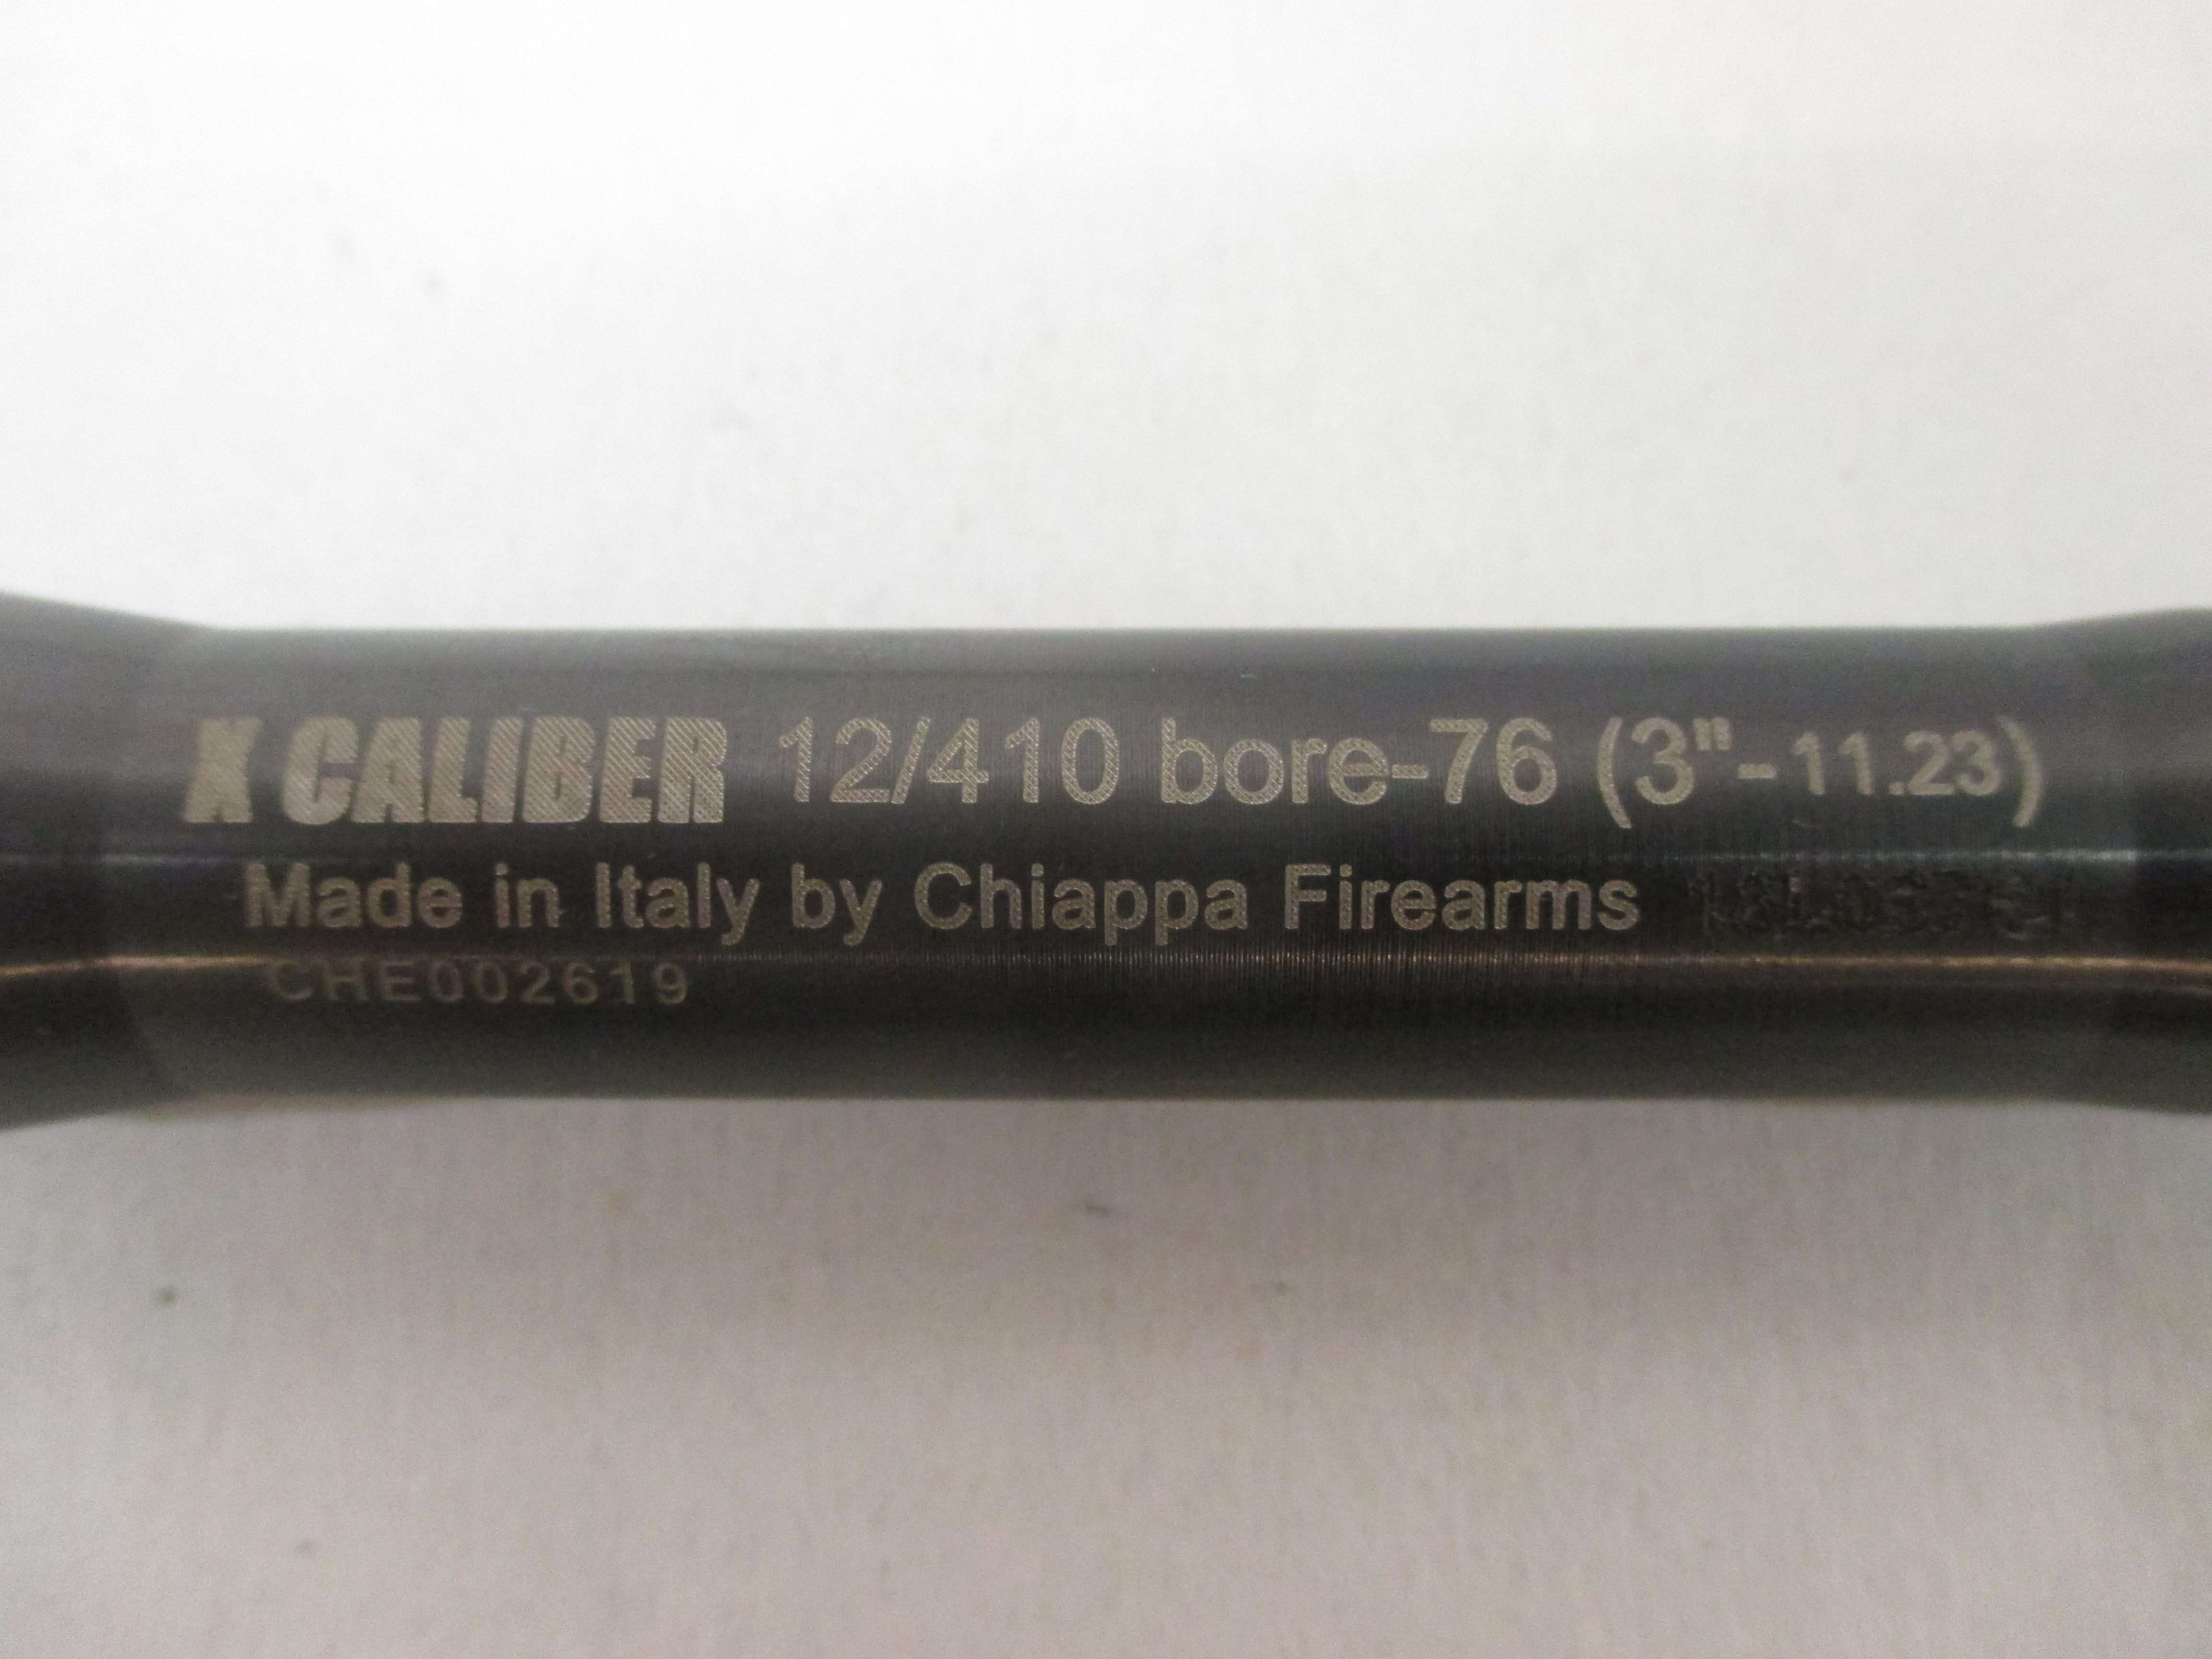 X CALIBER 12/410 bore-76 (3"-11.23)
Made in Italy by Chiappa Firearms
CHE002619